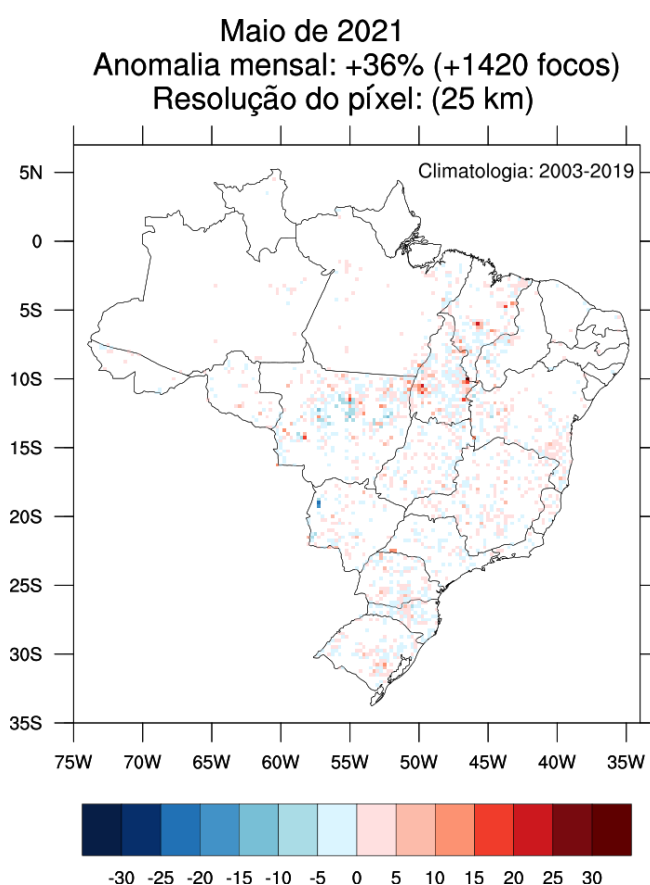 Maio de 2021
Anomalia mensal: +36% (+1420 focos)
Resolução do píxel: (25 km)
Climatologia: 2003-2019
5N
0
5S
10S
15S
20S
25S
30S
35S
75W 70W 65W 60W 55W 50W 45W 40W 35W
-30 -25 -20 -15 -10 -5 0 5 10 15 20 25 30